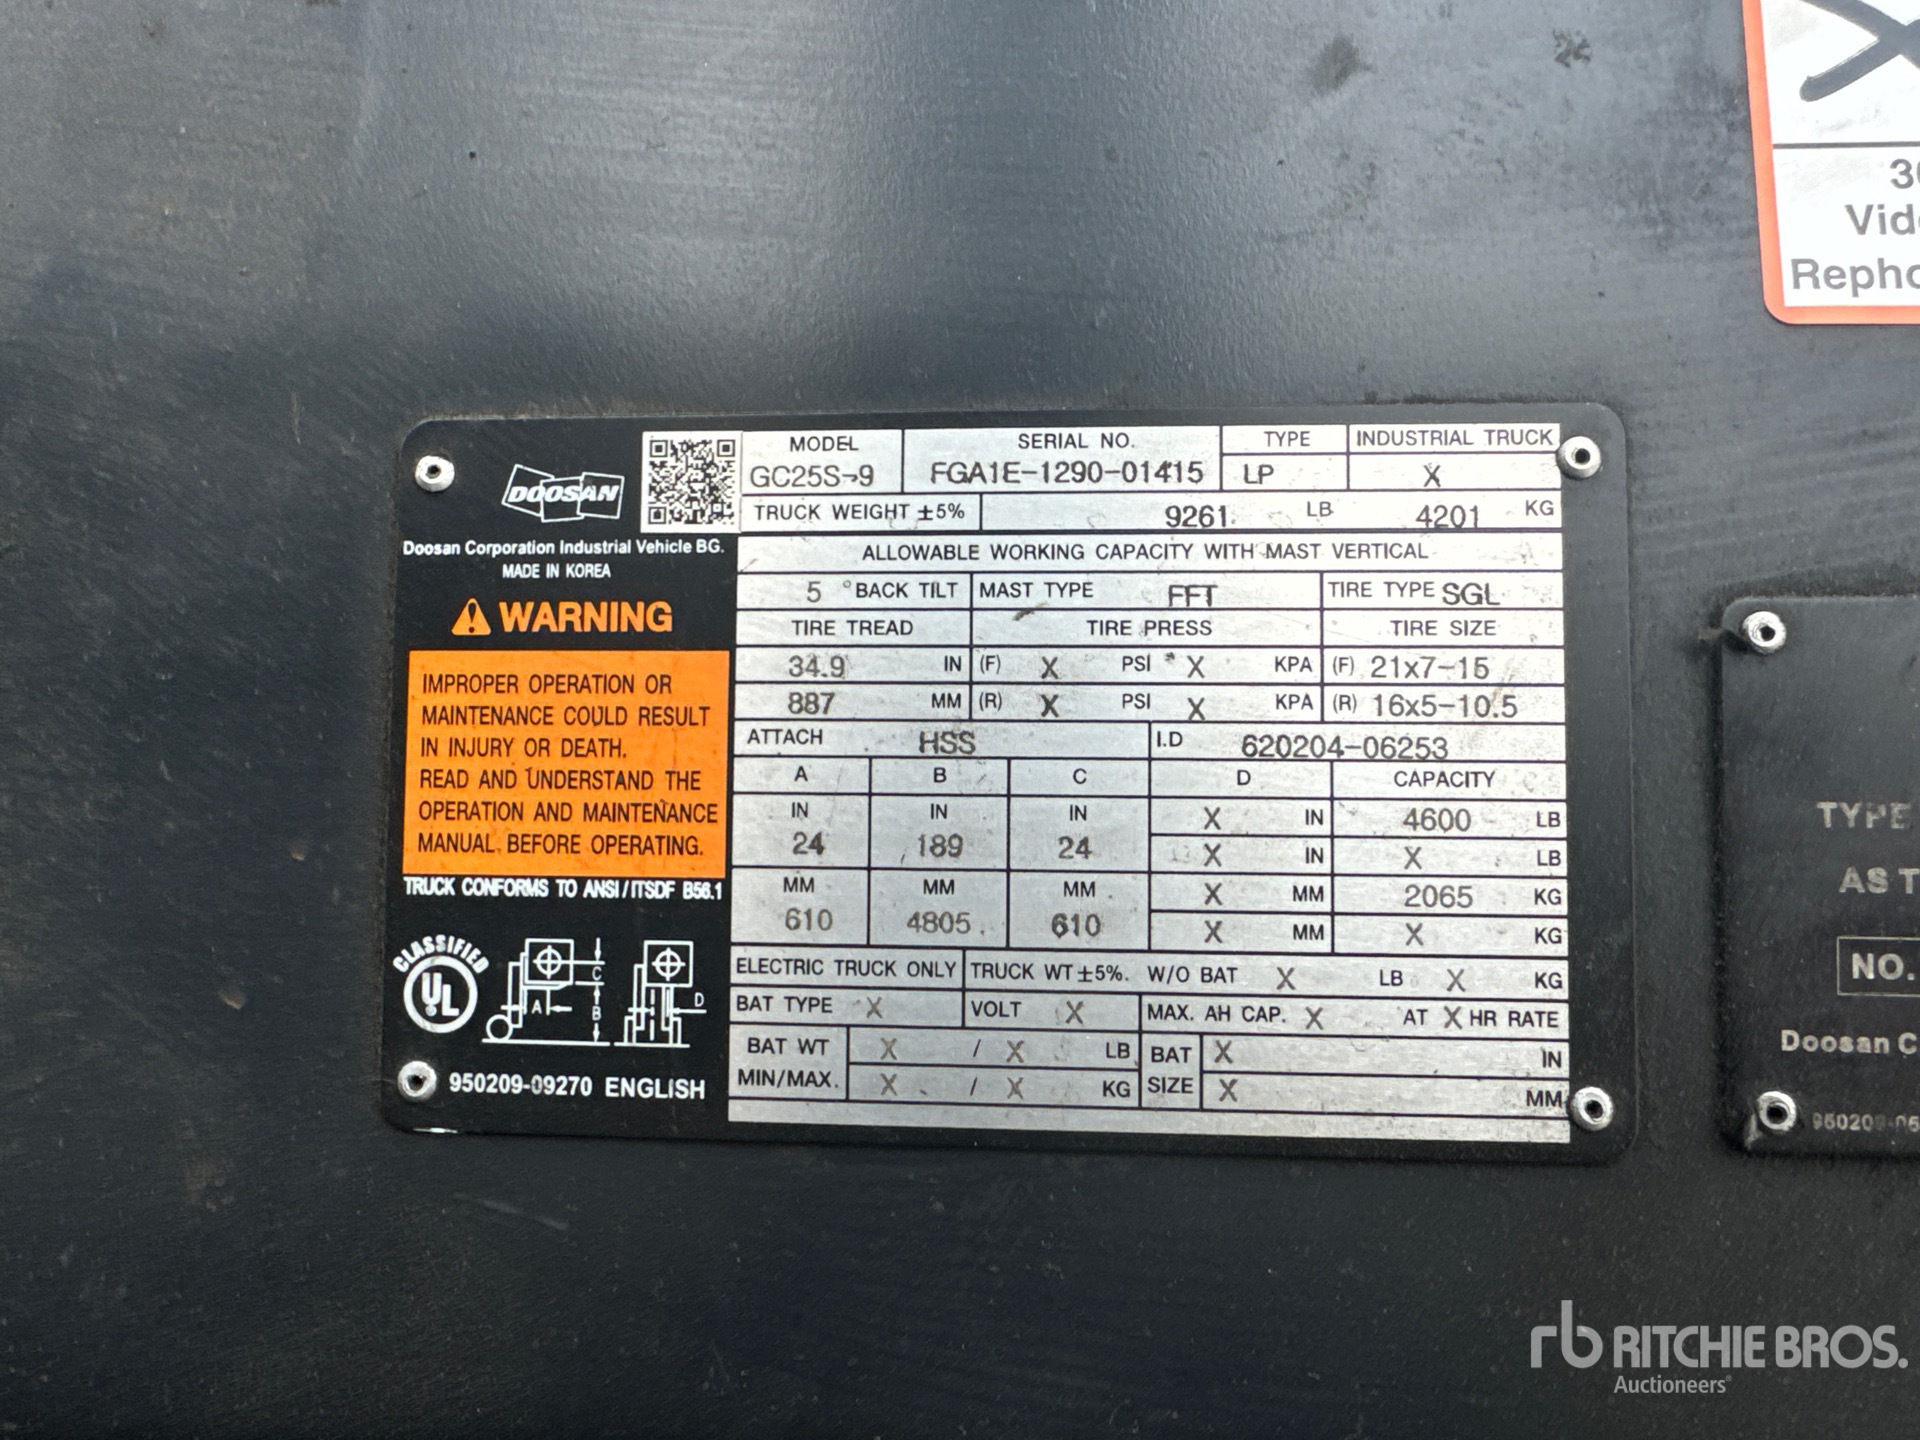 DOOSAN
Doosan Corporation Industrial Vehicle BG.
MADE IN KOREA
WARNING
IMPROPER OPERATION OR
MAINTENANCE COULD RESULT
IN INJURY OR DEATH.
READ AND UNDERSTAND THE
OPERATION AND MAINTENANCE
MANUAL BEFORE OPERATING.
TRUCK CONFORMS TO ANSI/ITSDF B56.1
CLASSIFIED
UL
C
A
B
D
950209-09270 ENGLISH
MODEL SERIAL NO. TYPE INDUSTRIAL TRUCK
GC25S-9 FGA1E-1290-01415 LP X
TRUCK WEIGHT ±5% 9261 LB 4201 KG
ALLOWABLE WORKING CAPACITY WITH MAST VERTICAL
5 °BACK TILT MAST TYPE FFT TIRE TYPE SGL
TIRE TREAD TIRE PRESS TIRE SIZE
34.9 IN (F) X PSI X KPA (F) 21x7-15
887 MM (R) X PSI X KPA (R) 16x5-10.5
ATTACH HSS I.D 620204-06253
A B C D CAPACITY
IN IN IN X IN 4600 LB
24 189 24 X IN X LB
MM MM MM X MM 2065 KG
610 4805 610 X MM X KG
ELECTRIC TRUCK ONLY TRUCK WT ±5%. W/O BAT X LB X KG
BAT TYPE X VOLT X MAX. AH CAP. X AT X HR RATE
BAT WT X / X LB BAT X IN
MIN/MAX. X / X KG SIZE X MM
TYPE
NO.
Doosan
rb RITCHIE BROS.
Auctioneers